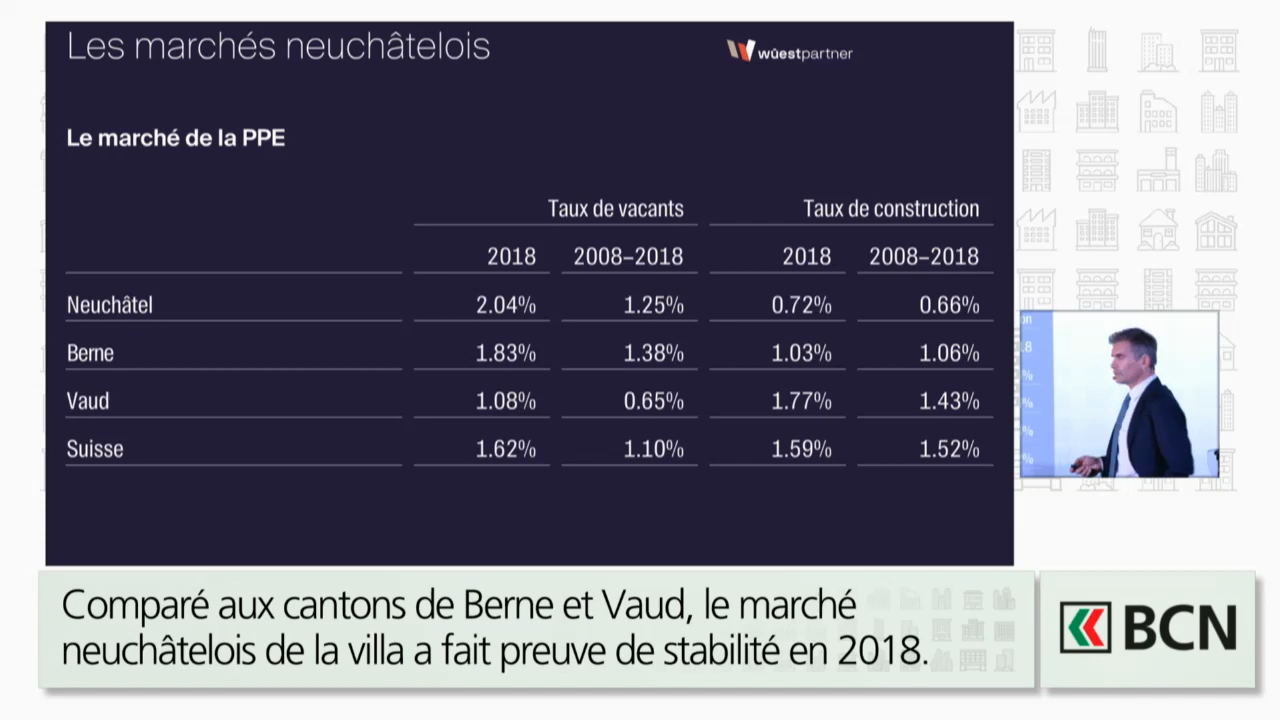 Les marchés neuchâtelois
wüestpartner
Le marché de la PPE
Taux de vacants Taux de construction
2018 2008–2018 2018 2008–2018
Neuchâtel 2.04% 1.25% 0.72% 0.66%
Berne 1.83% 1.38% 1.03% 1.06%
Vaud 1.08% 0.65% 1.77% 1.43%
Suisse 1.62% 1.10% 1.59% 1.52%
on
.8
%
%
%
%
Comparé aux cantons de Berne et Vaud, le marché
neuchâtelois de la villa a fait preuve de stabilité en 2018.
BCN